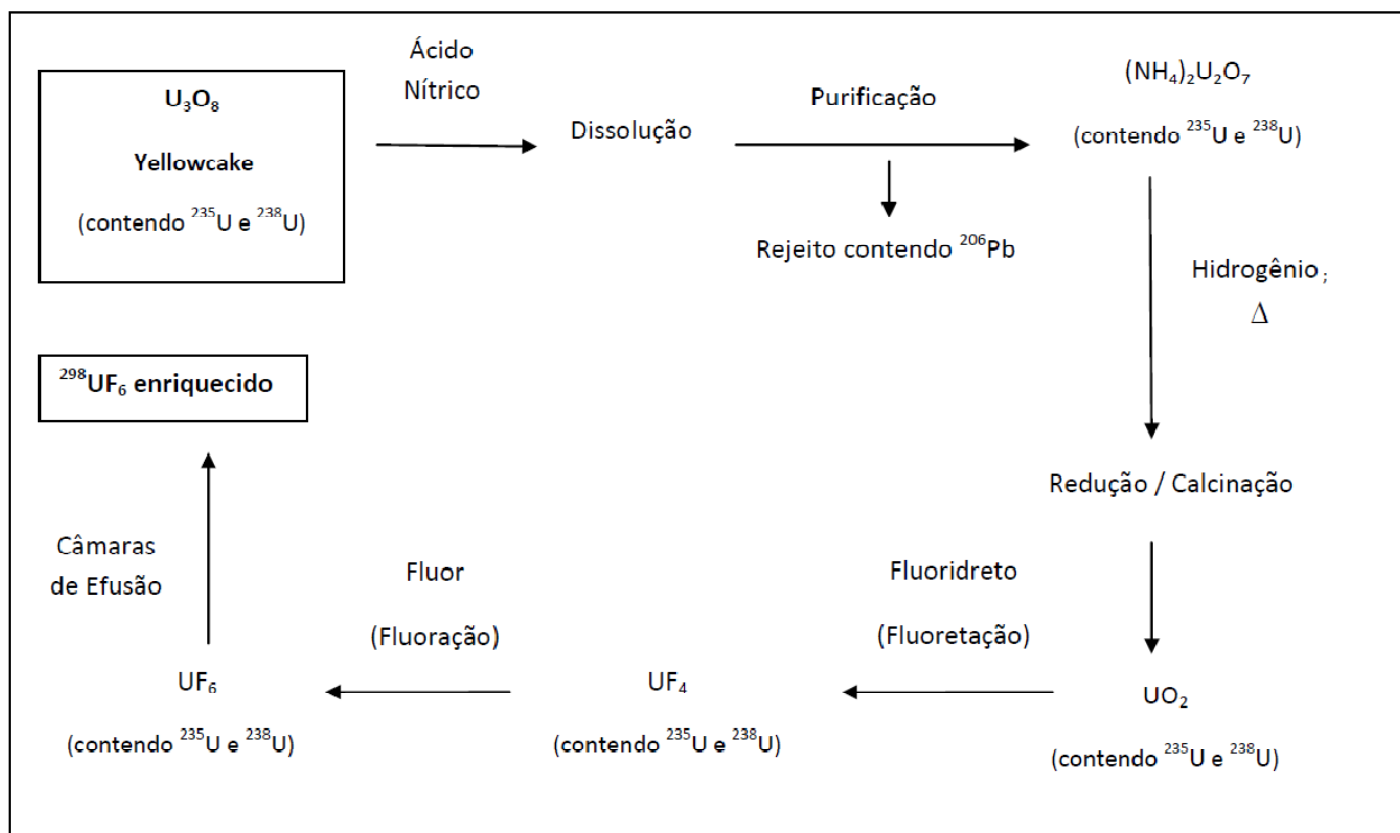 U₃O₈
Yellowcake
(contendo ²³⁵U e ²³⁸U)
Ácido
Nítrico
Dissolução
Purificação
Rejeito contendo ²⁰⁶Pb
(NH₄)₂U₂O₇
(contendo ²³⁵U e ²³⁸U)
Hidrogênio ;
Δ
Redução / Calcinação
UO₂
(contendo ²³⁵U e ²³⁸U)
Fluoridreto
(Fluoretação)
UF₄
(contendo ²³⁵U e ²³⁸U)
Fluor
(Fluoração)
UF₆
(contendo ²³⁵U e ²³⁸U)
Câmaras
de Efusão
²⁹⁸UF₆ enriquecido